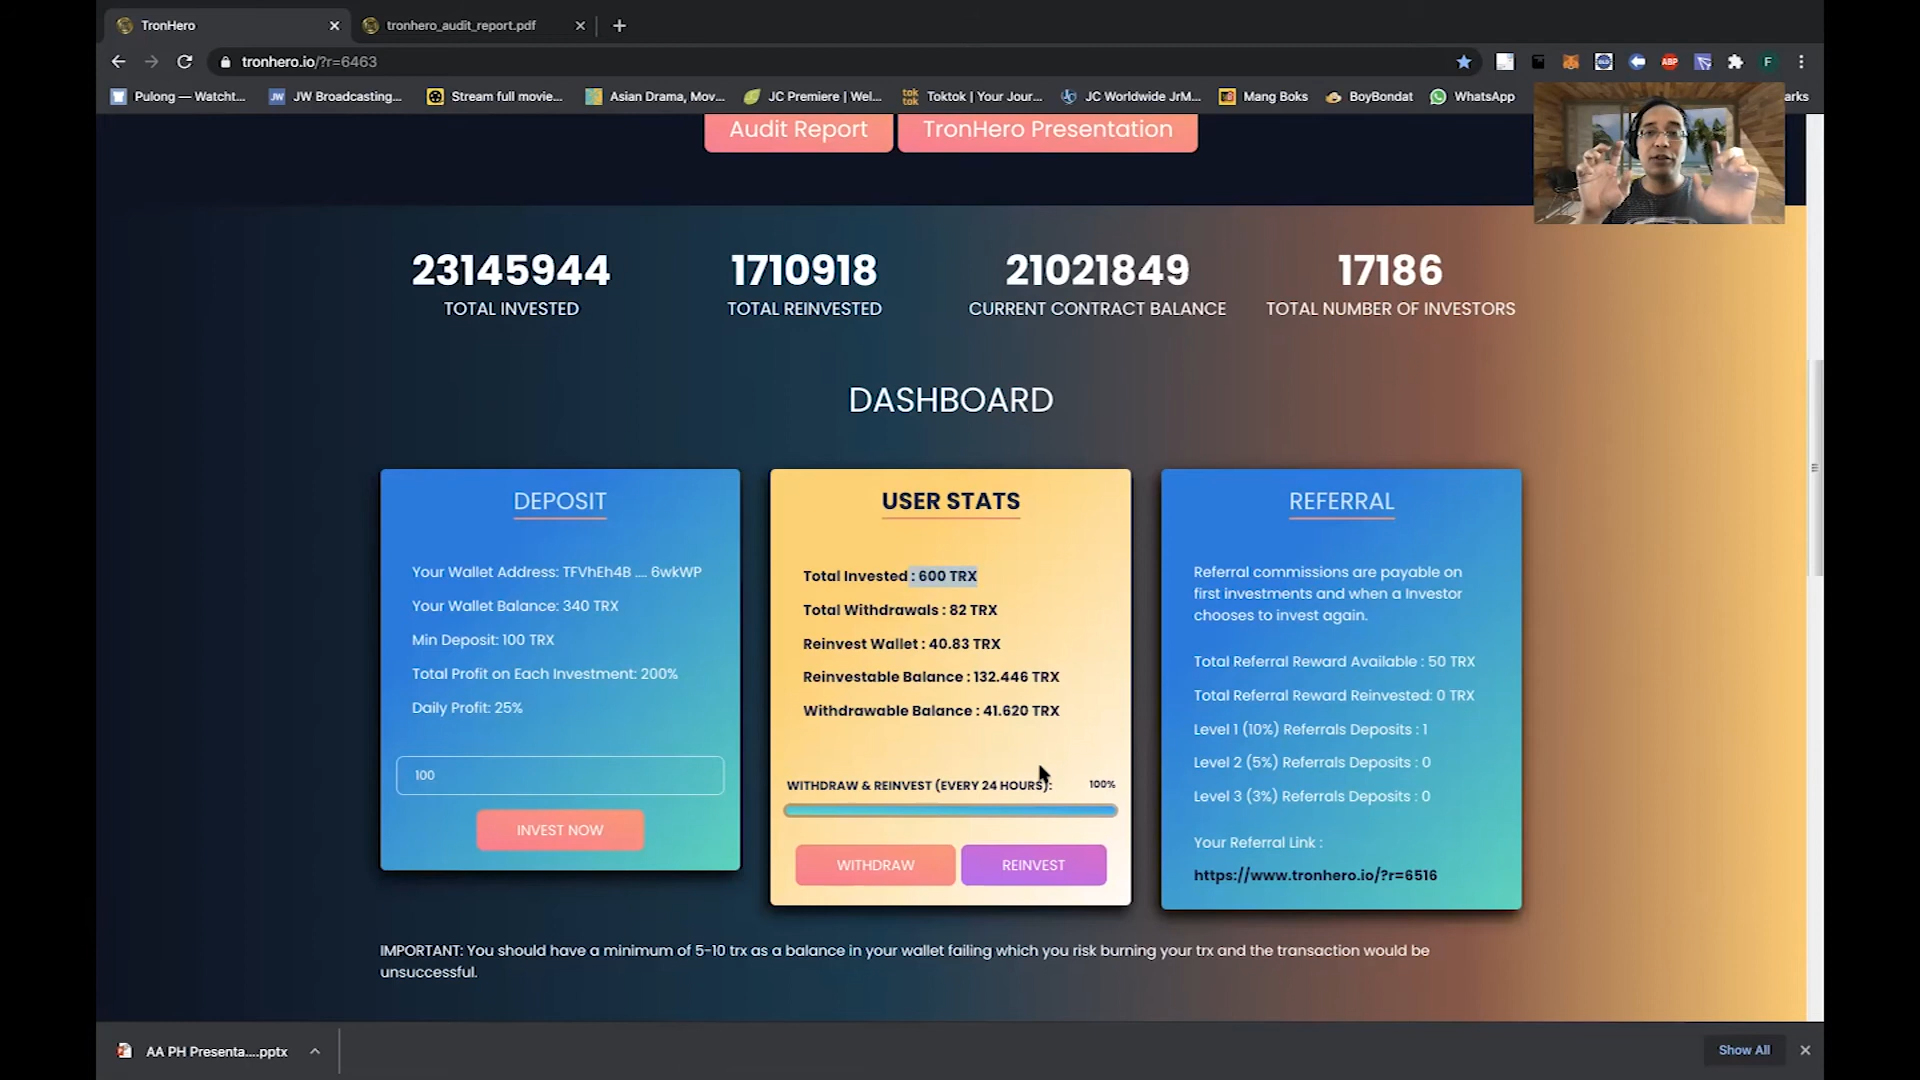 TronHero
tronhero_audit_report.pdf
tronhero.io/?r=6463
ABP
F
Pulong — Watcht...
JW Broadcasting...
Stream full movie...
Asian Drama, Mov...
JC Premiere | Wel...
Toktok | Your Jour...
JC Worldwide JrM...
Mang Boks
BoyBondat
WhatsApp
arks
Audit Report
TronHero Presentation
23145944
TOTAL INVESTED
1710918
TOTAL REINVESTED
21021849
CURRENT CONTRACT BALANCE
17186
TOTAL NUMBER OF INVESTORS
DASHBOARD
DEPOSIT
Your Wallet Address: TFVhEh4B .... 6wkWP
Your Wallet Balance: 340 TRX
Min Deposit: 100 TRX
Total Profit on Each Investment: 200%
Daily Profit: 25%
100
INVEST NOW
USER STATS
Total Invested : 600 TRX
Total Withdrawals : 82 TRX
Reinvest Wallet : 40.83 TRX
Reinvestable Balance : 132.446 TRX
Withdrawable Balance : 41.620 TRX
WITHDRAW & REINVEST (EVERY 24 HOURS): 100%
WITHDRAW
REINVEST
REFERRAL
Referral commissions are payable on
first investments and when a Investor
chooses to invest again.
Total Referral Reward Available : 50 TRX
Total Referral Reward Reinvested: 0 TRX
Level 1 (10%) Referrals Deposits : 1
Level 2 (5%) Referrals Deposits : 0
Level 3 (3%) Referrals Deposits : 0
Your Referral Link :
https://www.tronhero.io/?r=6516
IMPORTANT: You should have a minimum of 5-10 trx as a balance in your wallet failing which you risk burning your trx and the transaction would be
unsuccessful.
AA PH Presenta....pptx
Show All